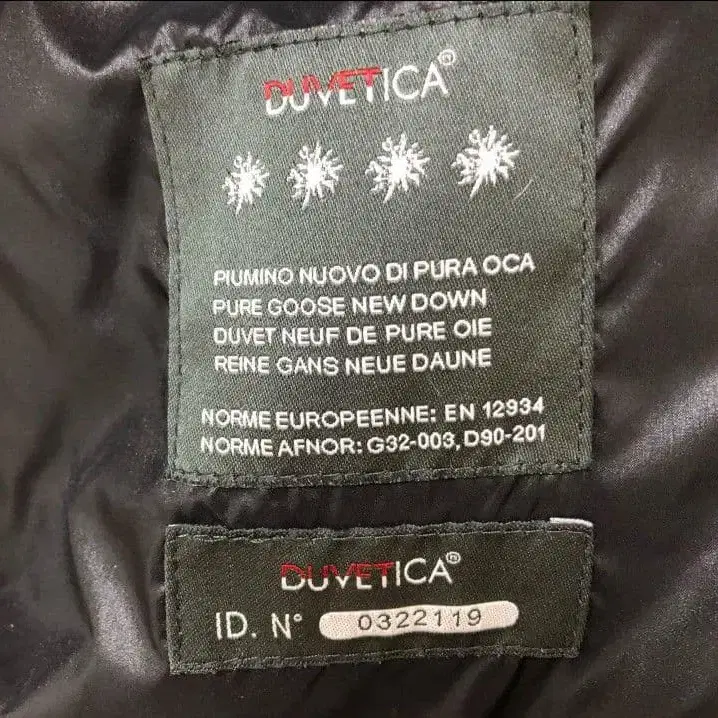 DUVETICA®
PIUMINO NUOVO DI PURA OCA
PURE GOOSE NEW DOWN
DUVET NEUF DE PURE OIE
REINE GANS NEUE DAUNE
NORME EUROPEENNE: EN 12934
NORME AFNOR: G32-003, D90-201
DUVETICA®
ID. N° 0322119